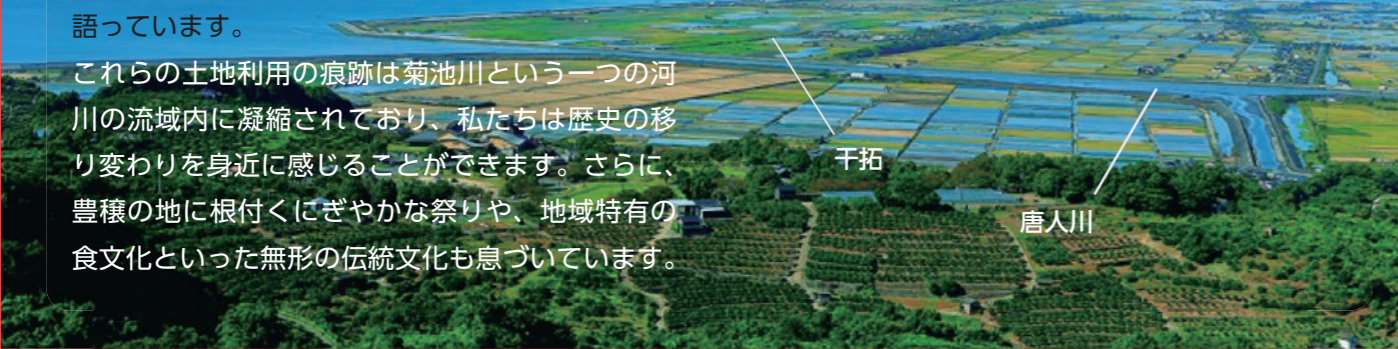 語っています。
これらの土地利用の痕跡は菊池川という一つの河
川の流域内に凝縮されており、私たちは歴史の移
り変わりを身近に感じることができます。さらに、
豊穣の地に根付くにぎやかな祭りや、地域特有の
食文化といった無形の伝統文化も息づいています。
干拓
唐人川